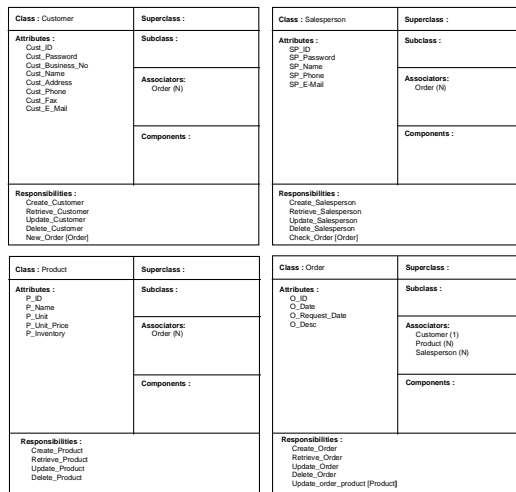 Class : Customer
Superclass :
Attributes :
Cust_ID
Cust_Password
Cust_Business_No
Cust_Name
Cust_Address
Cust_Phone
Cust_Fax
Cust_E_Mail
Subclass :
Associators:
Order (N)
Components :
Responsibilities :
Create_Customer
Retrieve_Customer
Update_Customer
Delete_Customer
New_Order [Order]
Class : Salesperson
Superclass :
Attributes :
SP_ID
SP_Password
SP_Name
SP_Phone
SP_E-Mail
Subclass :
Associators:
Order (N)
Components :
Responsibilities :
Create_Salesperson
Retrieve_Salesperson
Update_Salesperson
Delete_Salesperson
Check_Order [Order]
Class : Product
Superclass :
Attributes :
P_ID
P_Name
P_Unit
P_Unit_Price
P_Inventory
Subclass :
Associators:
Order (N)
Components :
Responsibilities :
Create_Product
Retrieve_Product
Update_Product
Delete_Product
Class : Order
Superclass :
Attributes :
O_ID
O_Date
O_Request_Date
O_Desc
Subclass :
Associators:
Customer (1)
Product (N)
Salesperson (N)
Components :
Responsibilities :
Create_Order
Retrieve_Order
Update_Order
Delete_Order
Update_order_product [Product]